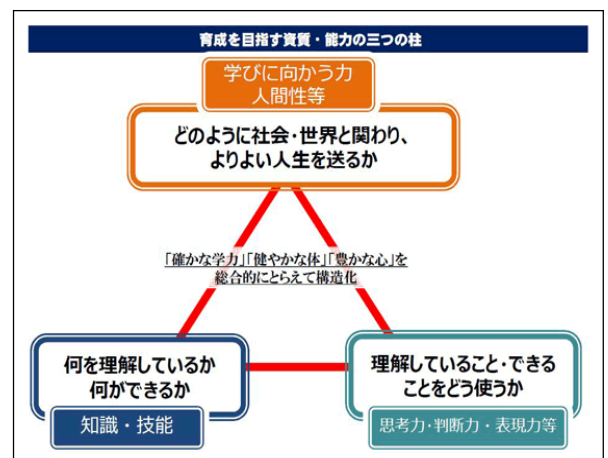 育成を目指す資質・能力の三つの柱
学びに向かう力
人間性等
どのように社会・世界と関わり、
よりよい人生を送るか
「確かな学力」「健やかな体」「豊かな心」を
総合的にとらえて構造化
何を理解しているか
何ができるか
知識・技能
理解していること・できる
ことをどう使うか
思考力・判断力・表現力等